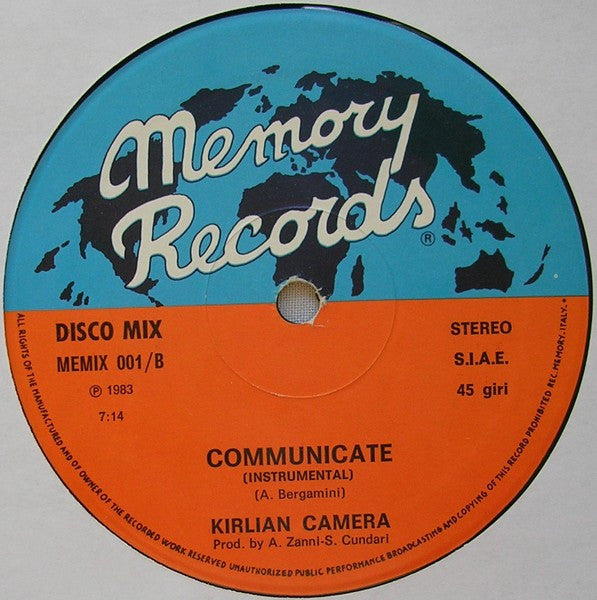 Memory
Records®
DISCO MIX
MEMIX 001/B
℗ 1983
7:14
STEREO
S.I.A.E.
45 giri
COMMUNICATE
(INSTRUMENTAL)
(A. Bergamini)
KIRLIAN CAMERA
Prod. by A. Zanni-S. Cundari
ALL RIGHTS OF THE MANUFACTURED AND OF OWNER OF THE RECORDED WORK RESERVED UNAUTHORIZED PUBLIC PERFORMANCE BROADCASTING AND COPYING OF THIS RECORD PROHIBITED REC. MEMORY. ITALY. •